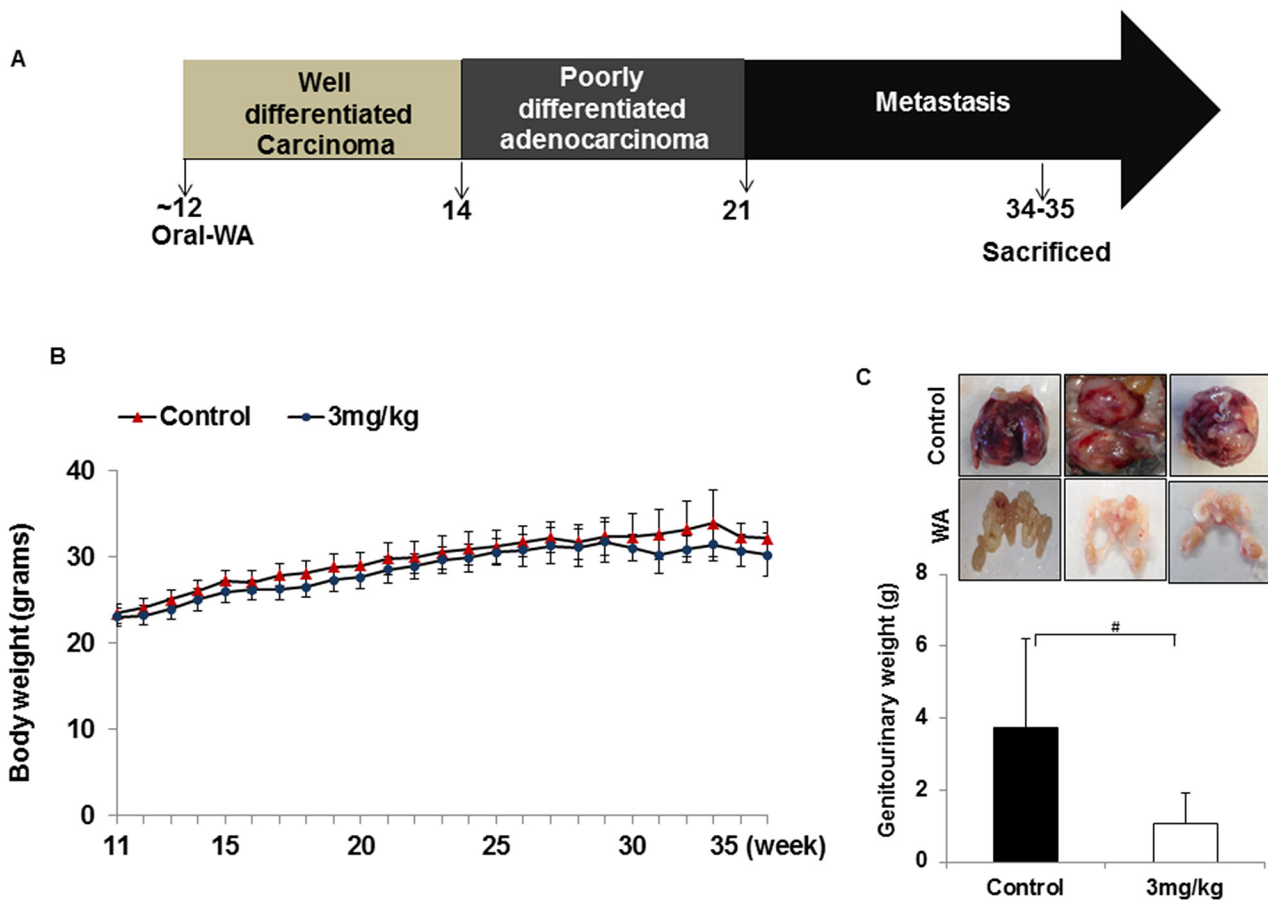 A
Well
differentiated
Carcinoma
Poorly
differentiated
adenocarcinoma
Metastasis
~12
Oral-WA
14
21
34-35
Sacrificed
B
Control
3mg/kg
Body weight (grams)
40
30
20
10
0
11
15
20
25
30
35 (week)
C
Control
WA
Genitourinary weight (g)
8
6
4
2
0
#
Control
3mg/kg